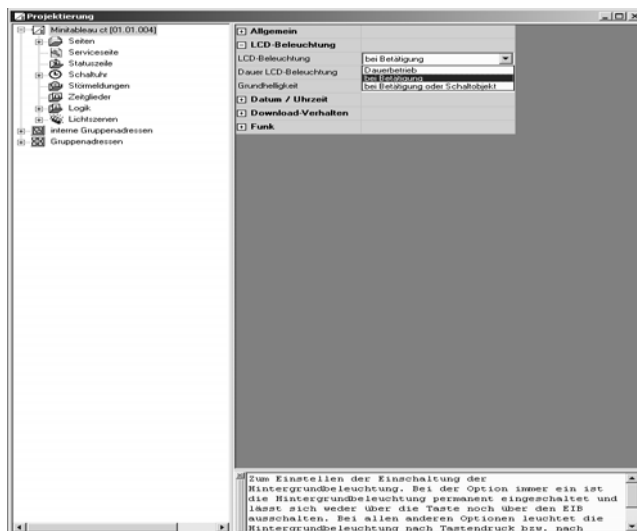 Projektierung
Minitableau ct [01.01.004]
Seiten
Serviceseite
Statuszeile
Schaltuhr
Störmeldungen
Zeitglieder
Logik
Lichtszenen
interne Gruppenadressen
Gruppenadressen
Allgemein
LCD-Beleuchtung
LCD-Beleuchtung bei Betätigung
Dauer LCD-Beleuchtung Dauerbetrieb
bei Betätigung
Grundhelligkeit bei Betätigung oder Schaltobjekt
Datum / Uhrzeit
Download-Verhalten
Funk
Zum Einstellen der Einschaltung der
Hintergrundbeleuchtung. Bei der Option immer ein ist
die Hintergrundbeleuchtung permanent eingeschaltet und
lässt sich weder über die Taste noch über den EIB
ausschalten. Bei allen anderen Optionen leuchtet die
Hintergrundbeleuchtung nach Tastendruck bzw. nach